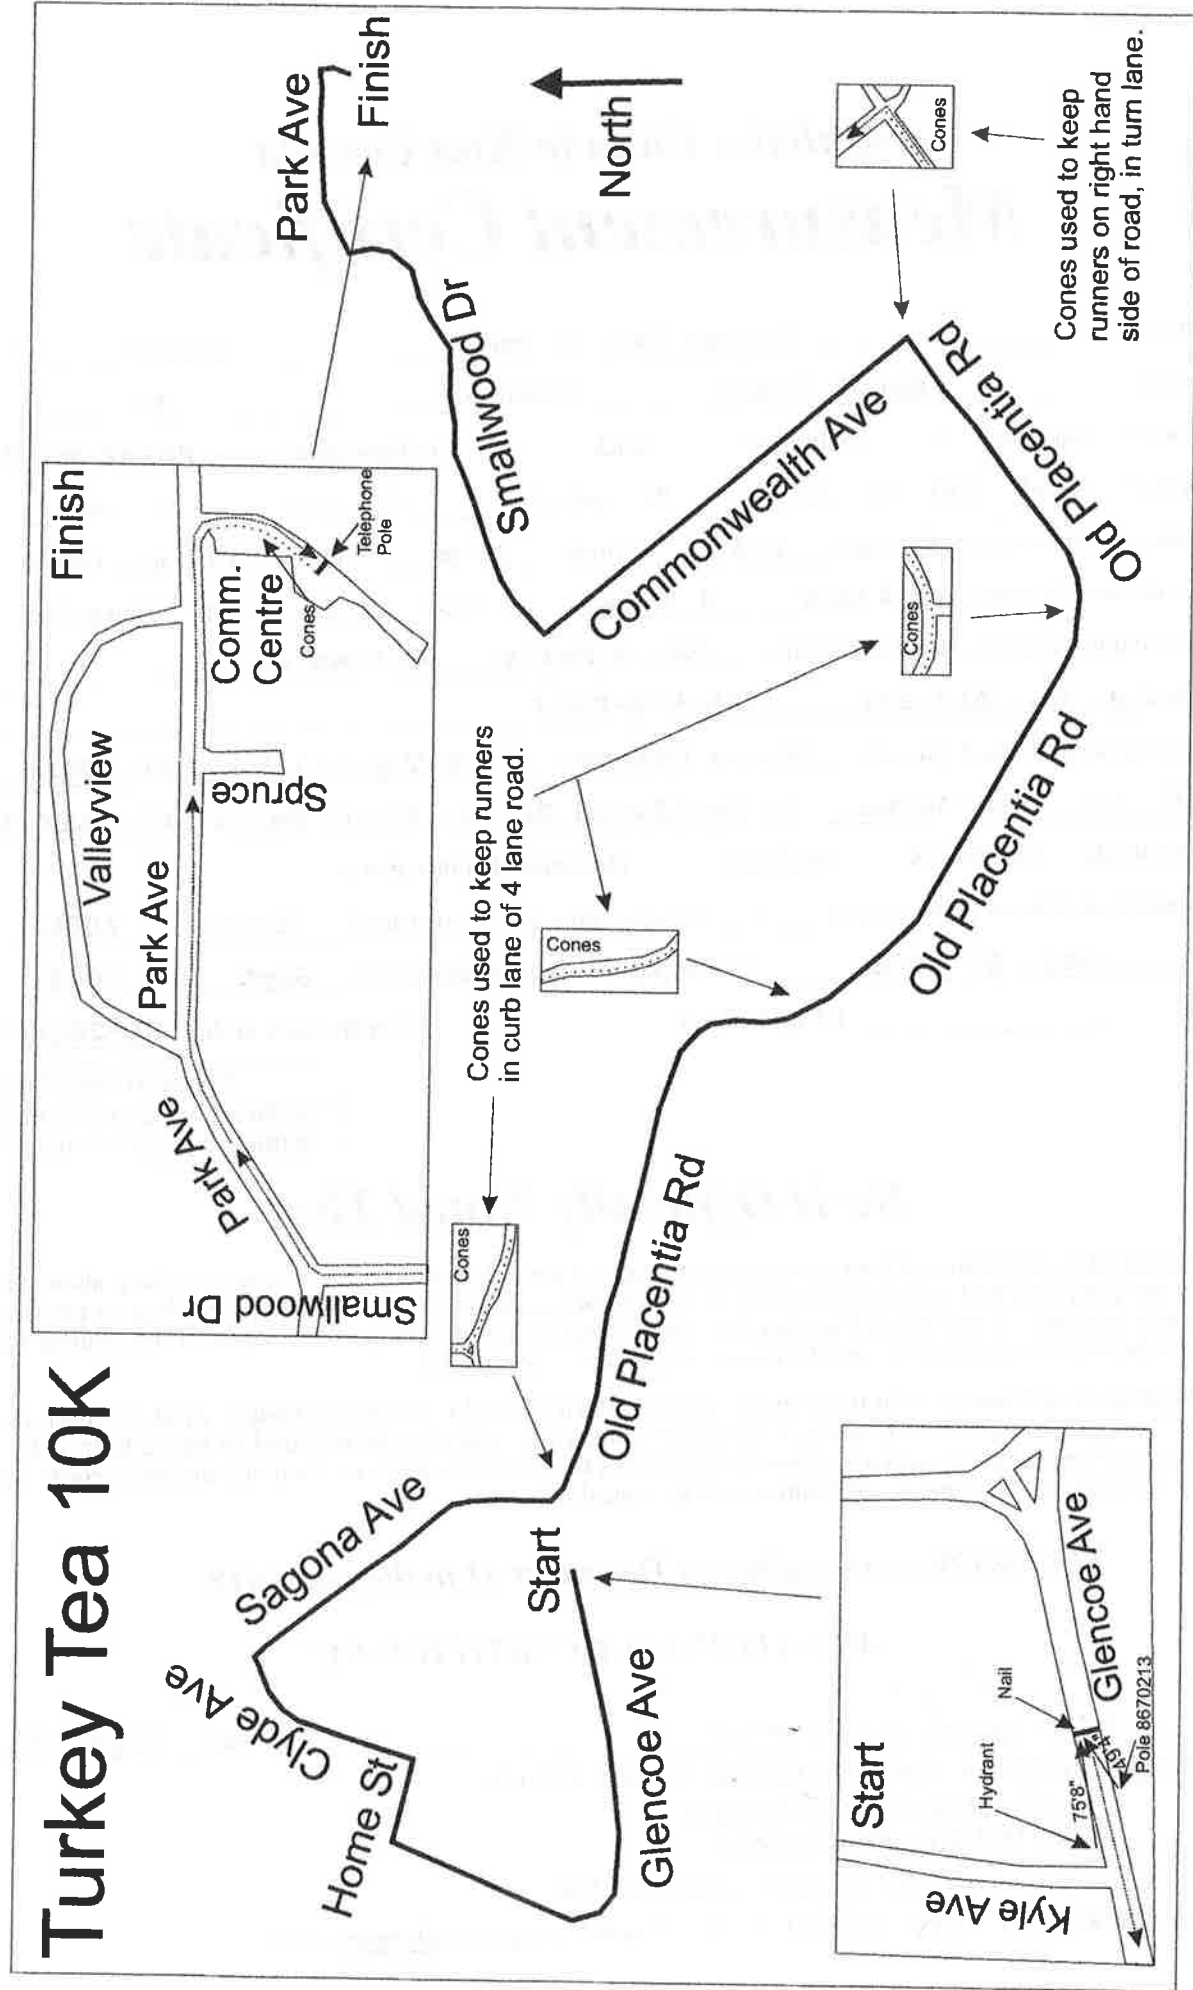 Turkey Tea 10K
Smallwood Dr
Park Ave
Park Ave
Valleyview
Spruce
Comm.
Centre
Cones
Finish
Telephone
Pole
Park Ave
Finish
North
Smallwood Dr
Commonwealth Ave
Old Placentia Rd
Cones
Cones used to keep
runners on right hand
side of road, in turn lane.
Cones used to keep runners
in curb lane of 4 lane road.
Cones
Cones
Cones
Old Placentia Rd
Old Placentia Rd
Sagona Ave
Clyde Ave
Home St
Glencoe Ave
Start
Start
Kyle Ave
Hydrant
Nail
75'8"
49'4"
Pole 8670213
Glencoe Ave